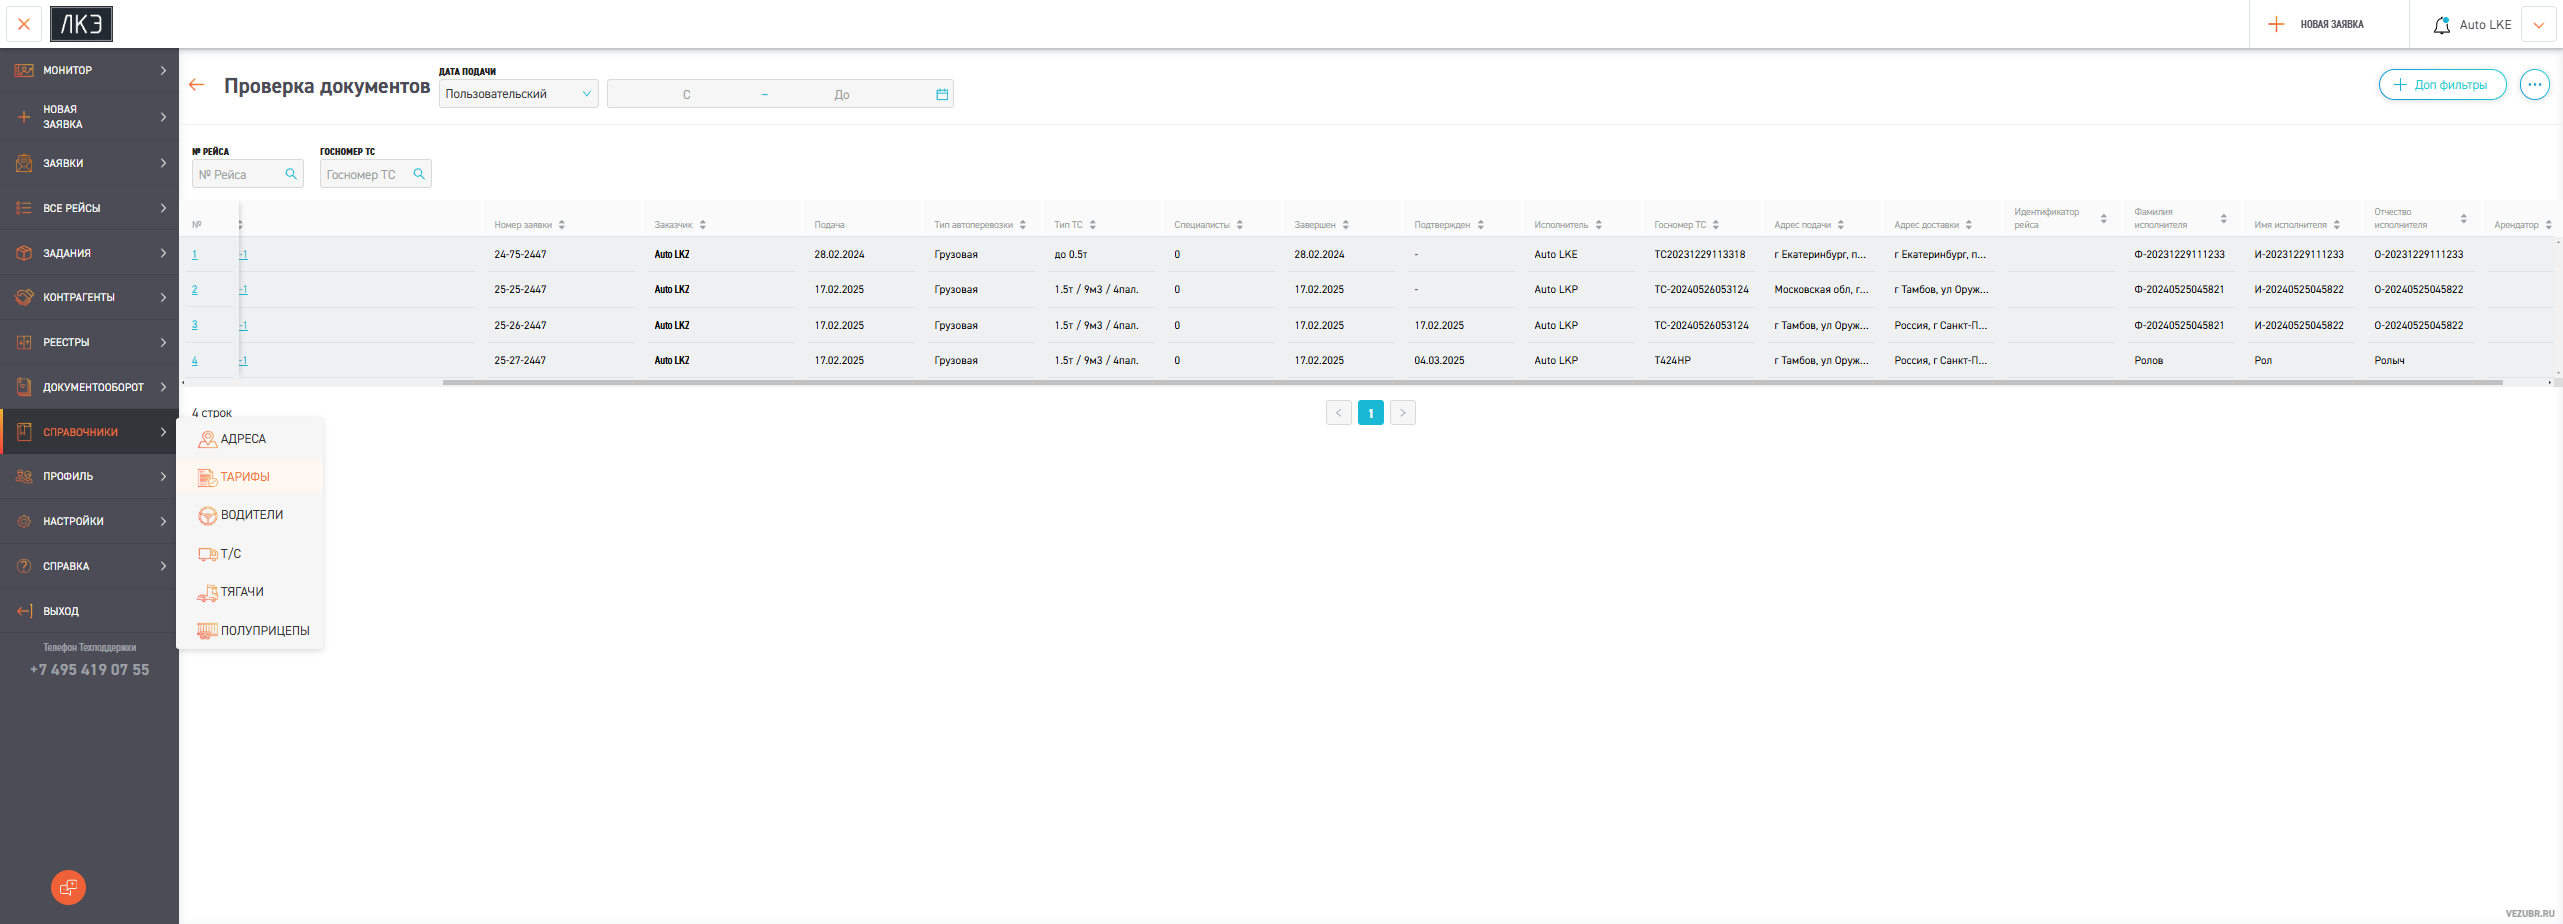 ЛКЭ
НОВАЯ ЗАЯВКА
Auto LKE
МОНИТОР
НОВАЯ
ЗАЯВКА
ЗАЯВКИ
ВСЕ РЕЙСЫ
ЗАДАНИЯ
КОНТРАГЕНТЫ
РЕЕСТРЫ
ДОКУМЕНТООБОРОТ
СПРАВОЧНИКИ
ПРОФИЛЬ
НАСТРОЙКИ
СПРАВКА
ВЫХОД
Телефон Техподдержки
+7 495 419 07 55
АДРЕСА
ТАРИФЫ
ВОДИТЕЛИ
Т/С
ТЯГАЧИ
ПОЛУПРИЦЕПЫ
Проверка документов
ДАТА ПОДАЧИ
Пользовательский
С ~ До
Доп фильтры
№ РЕЙСА ГОСНОМЕР ТС
№ Рейса Госномер ТС
№ Номер заявки Заказчик Подача Тип автоперевозки Тип ТС Специалисты Завершен Подтвержден Исполнитель Госномер ТС Адрес подачи Адрес доставки Идентификатор рейса Фамилия исполнителя Имя исполнителя Отчество исполнителя Арендатор
1 -1 24-75-2447 Auto LKZ 28.02.2024 Грузовая до 0.5т 0 28.02.2024 - Auto LKE ТС20231229113318 г Екатеринбург, п... г Екатеринбург, п... Ф-20231229111233 И-20231229111233 О-20231229111233
2 -1 25-25-2447 Auto LKZ 17.02.2025 Грузовая 1.5т / 9м3 / 4пал. 0 17.02.2025 - Auto LKP ТС-20240526053124 Московская обл, г... г Тамбов, ул Оруж... Ф-20240525045821 И-20240525045822 О-20240525045822
3 -1 25-26-2447 Auto LKZ 17.02.2025 Грузовая 1.5т / 9м3 / 4пал. 0 17.02.2025 17.02.2025 Auto LKP ТС-20240526053124 г Тамбов, ул Оруж... Россия, г Санкт-П... Ф-20240525045821 И-20240525045822 О-20240525045822
4 -1 25-27-2447 Auto LKZ 17.02.2025 Грузовая 1.5т / 9м3 / 4пал. 0 17.02.2025 04.03.2025 Auto LKP Т424НР г Тамбов, ул Оруж... Россия, г Санкт-П... Ролов Рол Ролыч
4 строк
< 1 >
VEZUBR.RU